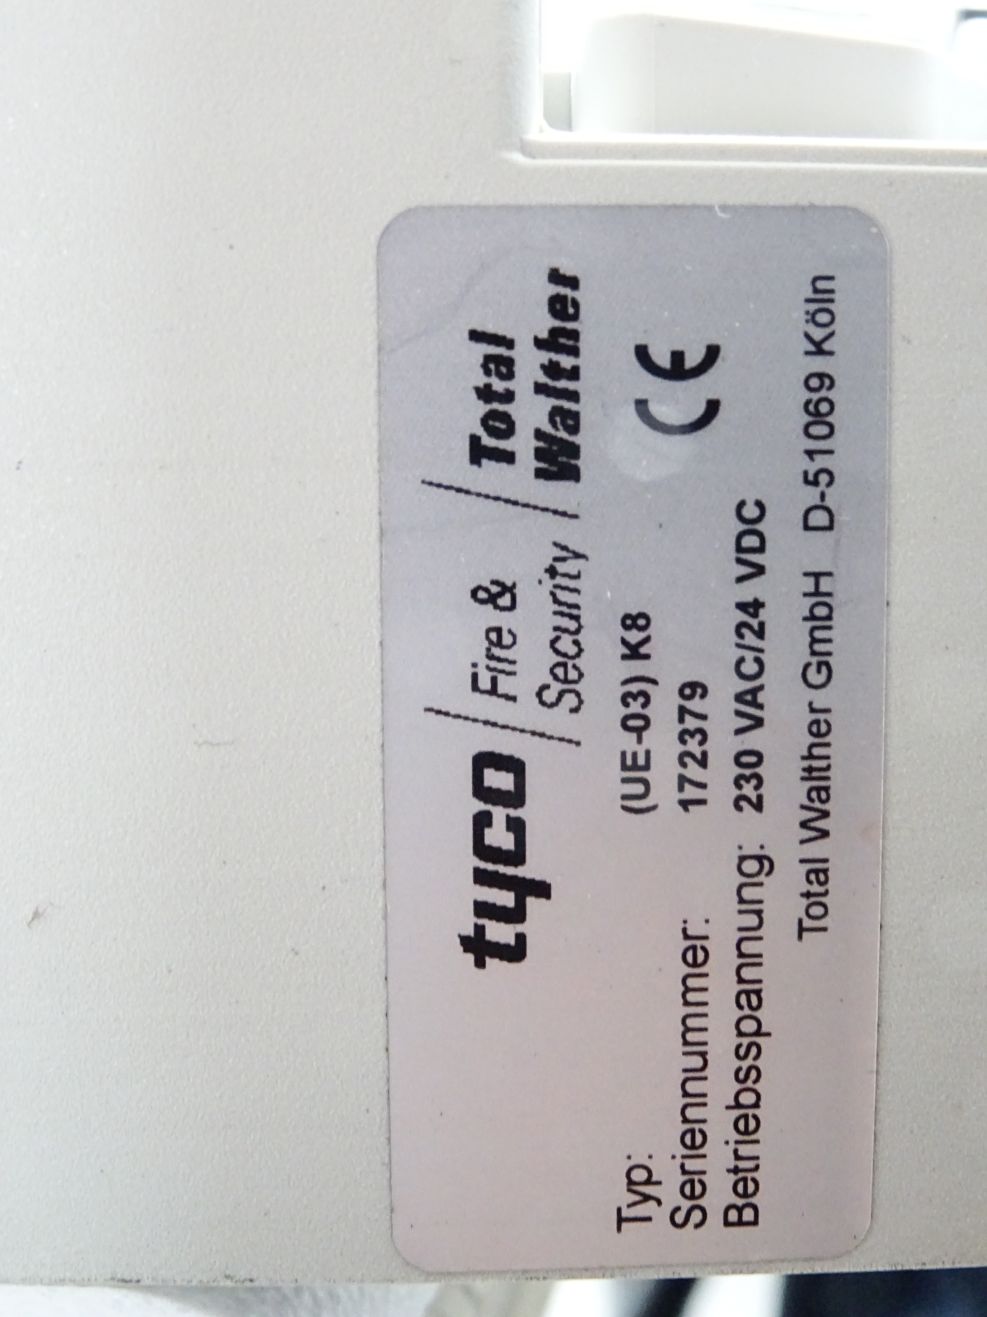 tyco / Fire & Security / Total Walther
Typ: (UE-03) K8
Seriennummer: 172379 CE
Betriebsspannung: 230 VAC/24 VDC
Total Walther GmbH D-51069 Köln